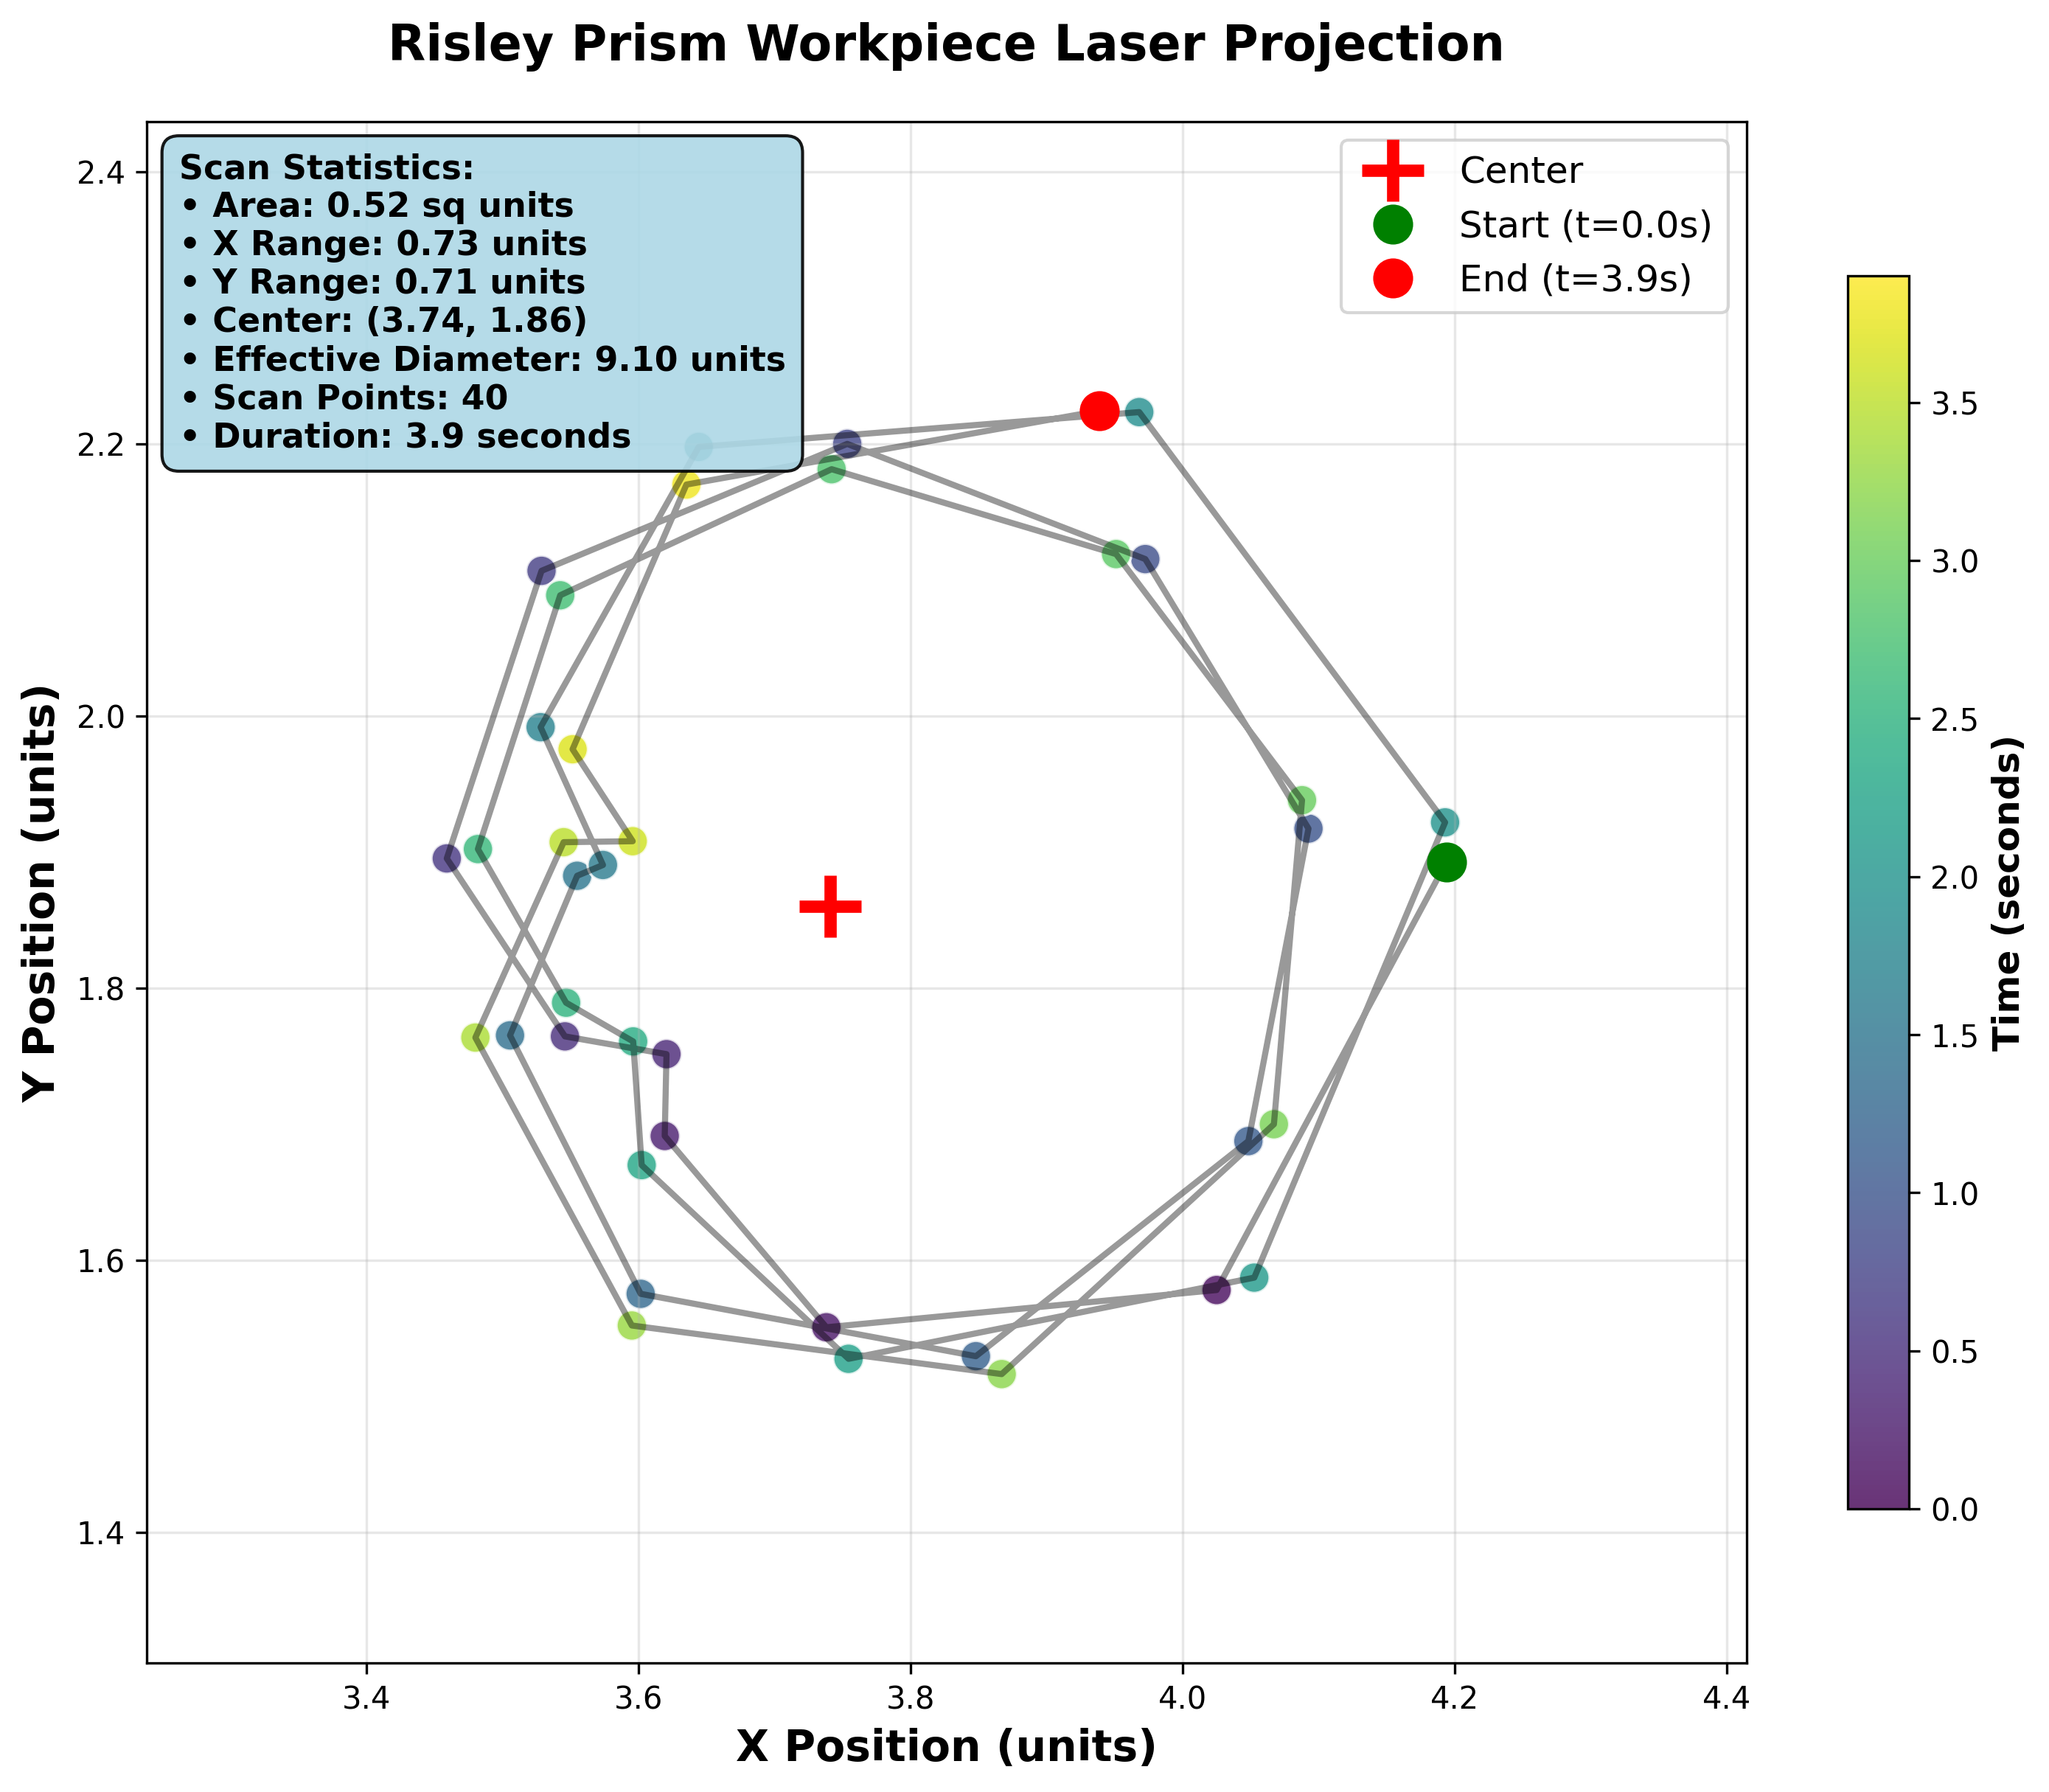 Risley Prism Workpiece Laser Projection
Scan Statistics:
• Area: 0.52 sq units
• X Range: 0.73 units
• Y Range: 0.71 units
• Center: (3.74, 1.86)
• Effective Diameter: 9.10 units
• Scan Points: 40
• Duration: 3.9 seconds
Center
Start (t=0.0s)
End (t=3.9s)
Y Position (units)
2.4
2.2
2.0
1.8
1.6
1.4
3.4 3.6 3.8 4.0 4.2 4.4
X Position (units)
3.5
3.0
2.5
2.0
1.5
1.0
0.5
0.0
Time (seconds)